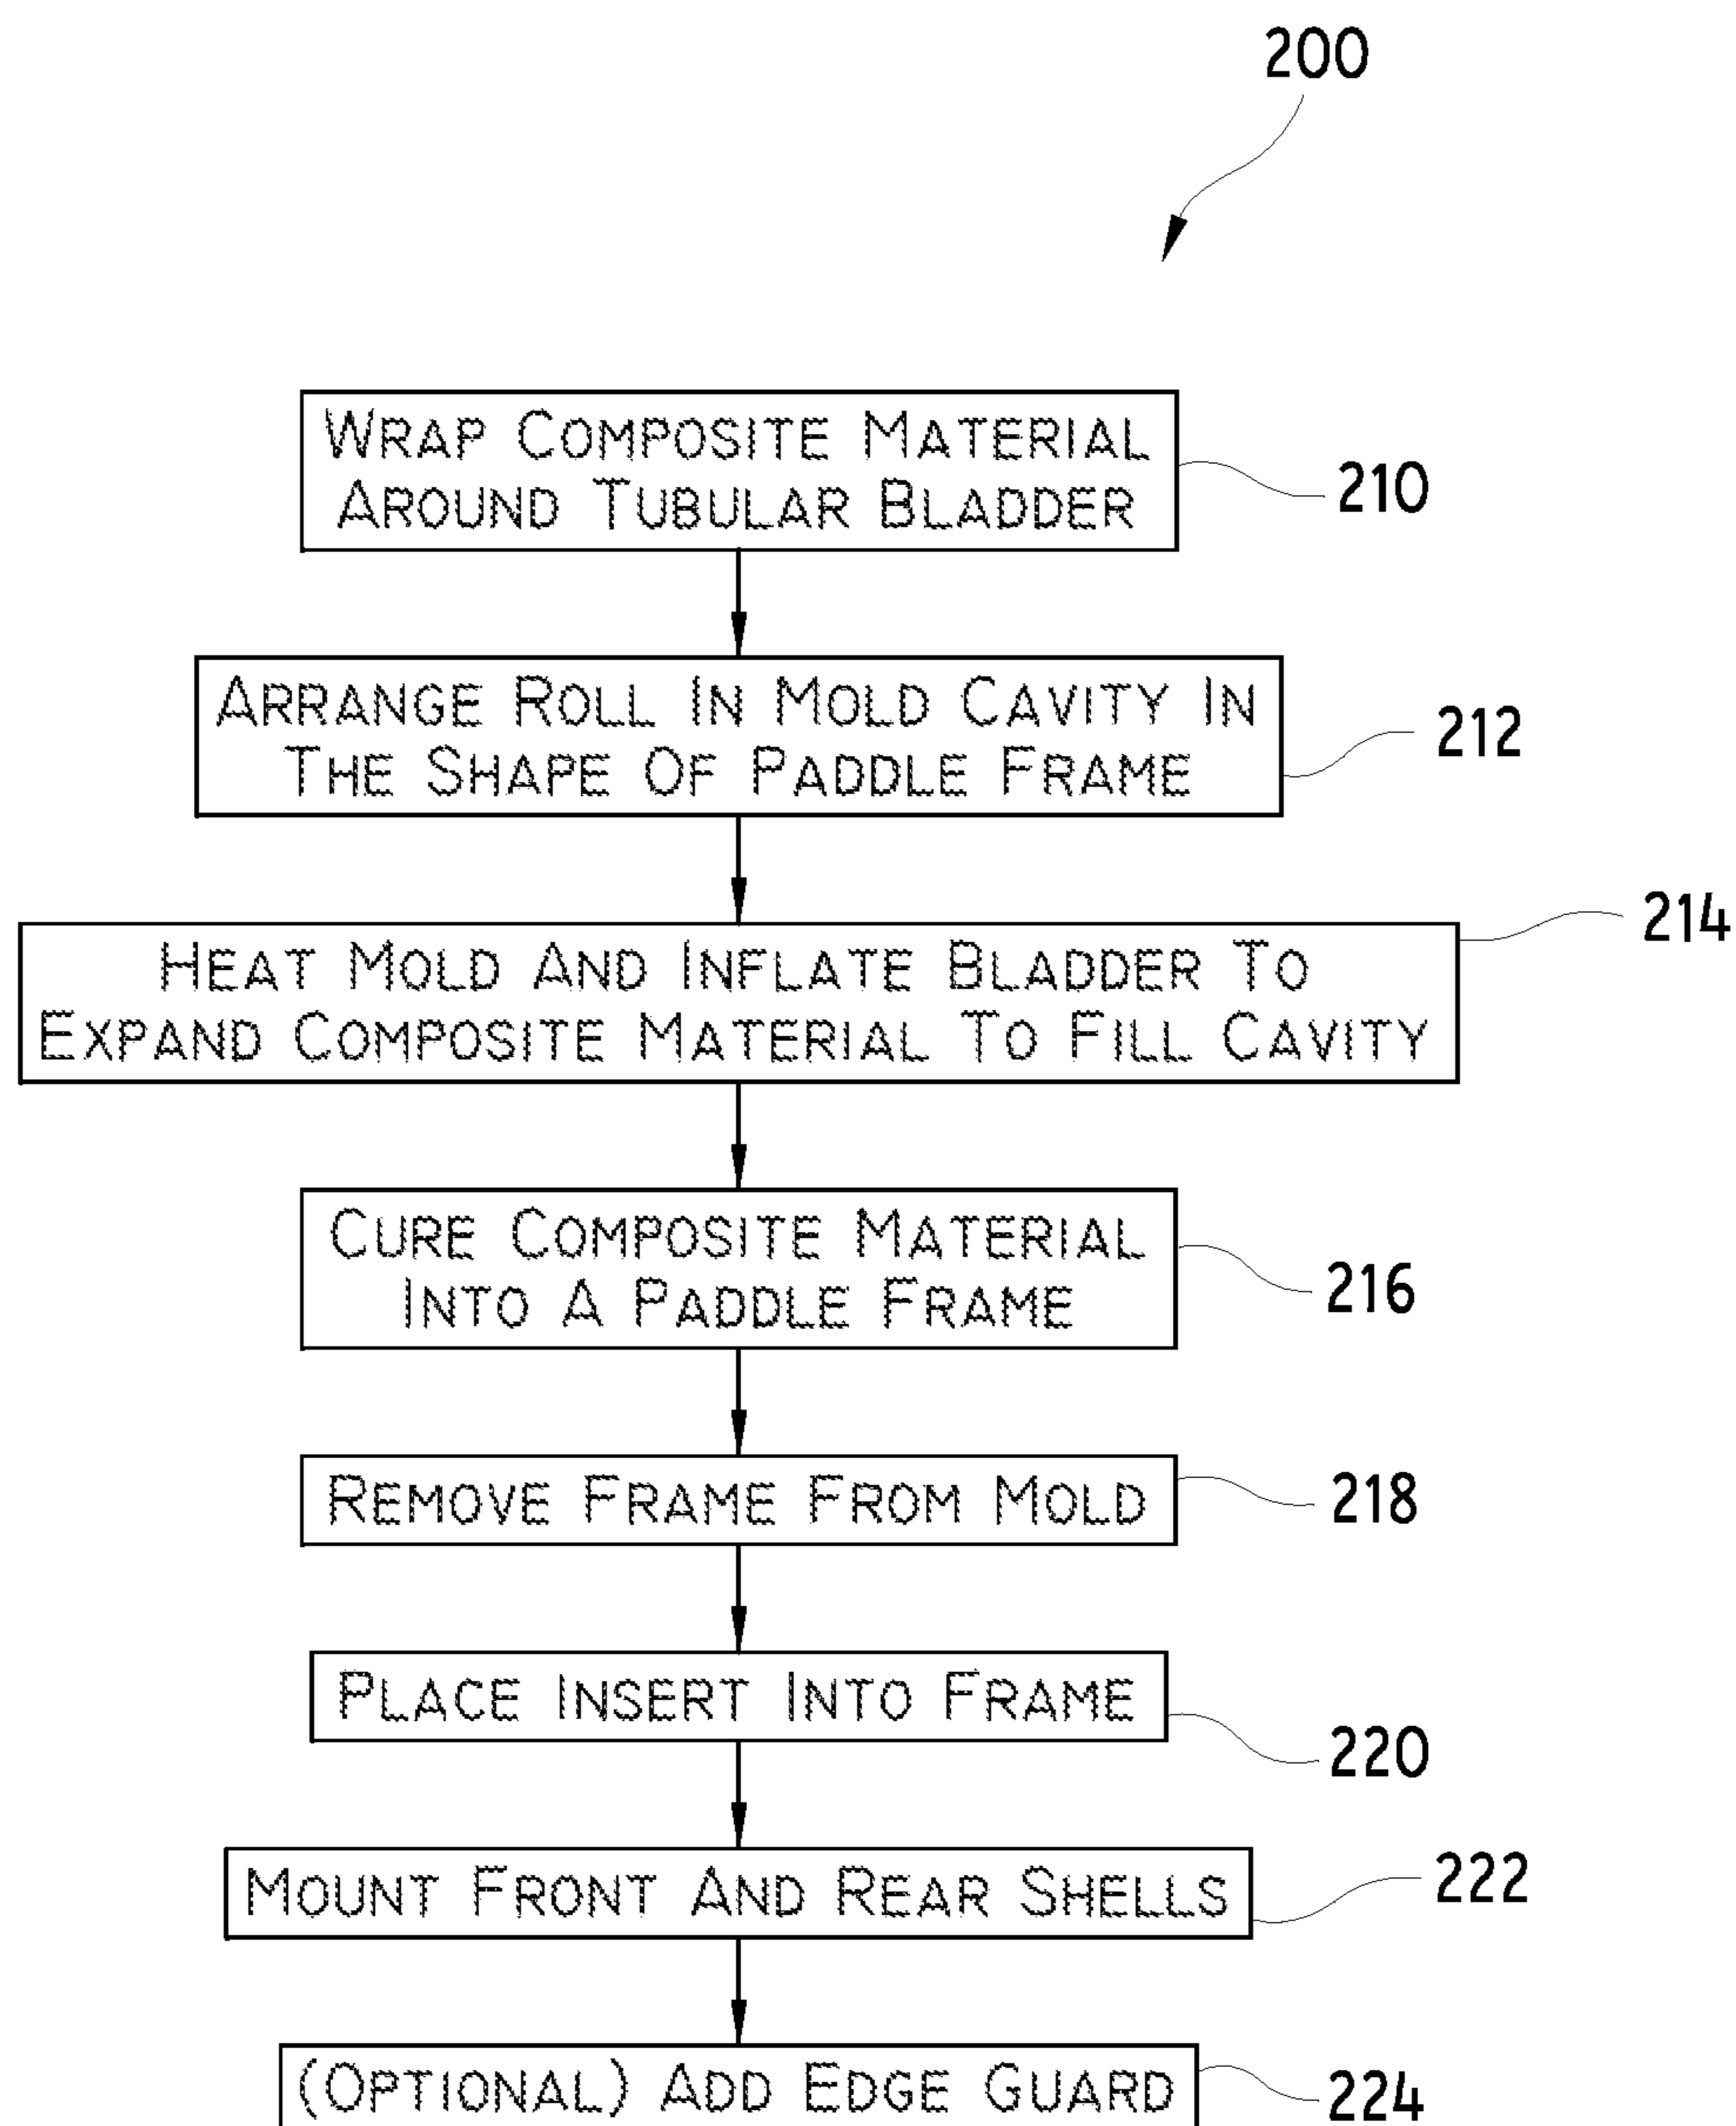 200
WRAP COMPOSITE MATERIAL
AROUND TUBULAR BLADDER
210
ARRANGE ROLL IN MOLD CAVITY IN
THE SHAPE OF PADDLE FRAME
212
HEAT MOLD AND INFLATE BLADDER TO
EXPAND COMPOSITE MATERIAL TO FILL CAVITY
214
CURE COMPOSITE MATERIAL
INTO A PADDLE FRAME
216
REMOVE FRAME FROM MOLD
218
PLACE INSERT INTO FRAME
220
MOUNT FRONT AND REAR SHELLS
222
(OPTIONAL) ADD EDGE GUARD
224